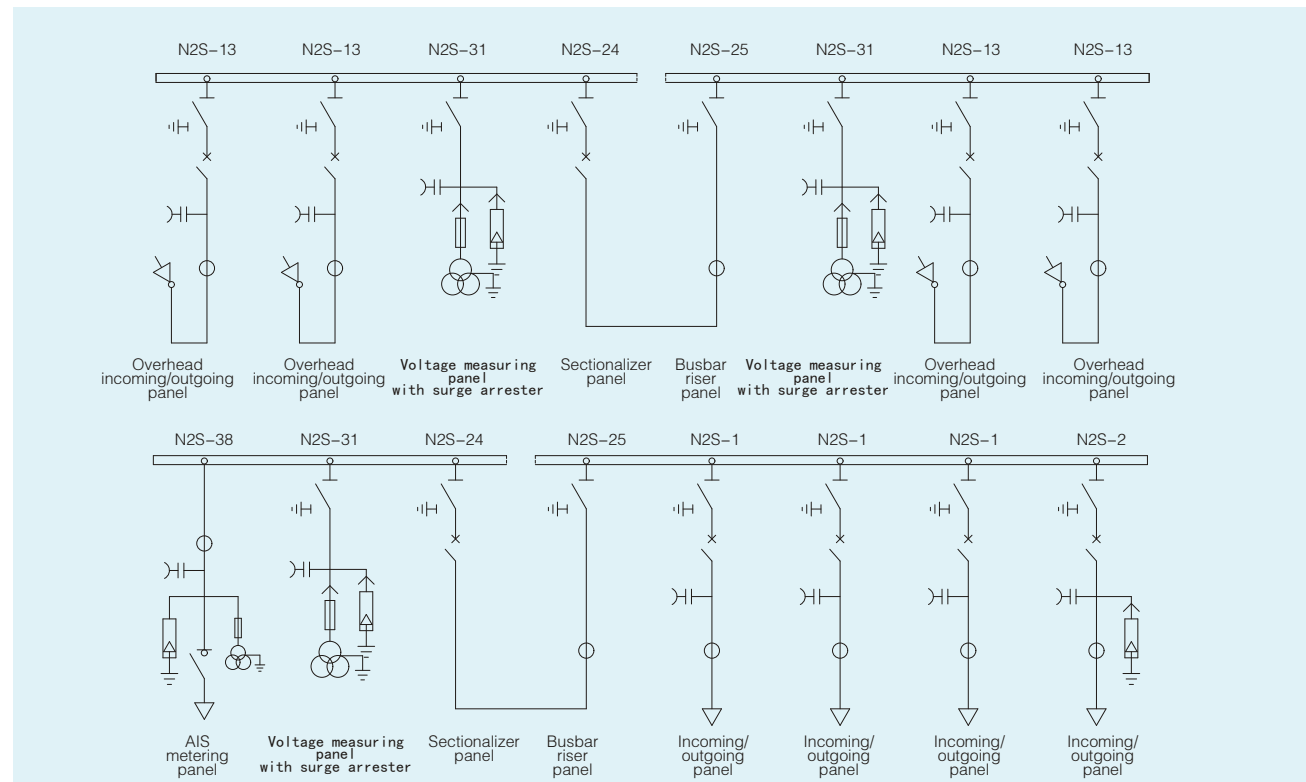 N2S–13 N2S–13 N2S–31 N2S–24 N2S–25 N2S–31 N2S–13 N2S–13
Overhead
incoming/outgoing
panel
Overhead
incoming/outgoing
panel
Voltage measuring
panel
with surge arrester
Sectionalizer
panel
Busbar
riser
panel
Voltage measuring
panel
with surge arrester
Overhead
incoming/outgoing
panel
Overhead
incoming/outgoing
panel
N2S–38 N2S–31 N2S–24 N2S–25 N2S–1 N2S–1 N2S–1 N2S–2
AIS
metering
panel
Voltage measuring
panel
with surge arrester
Sectionalizer
panel
Busbar
riser
panel
Incoming/
outgoing
panel
Incoming/
outgoing
panel
Incoming/
outgoing
panel
Incoming/
outgoing
panel